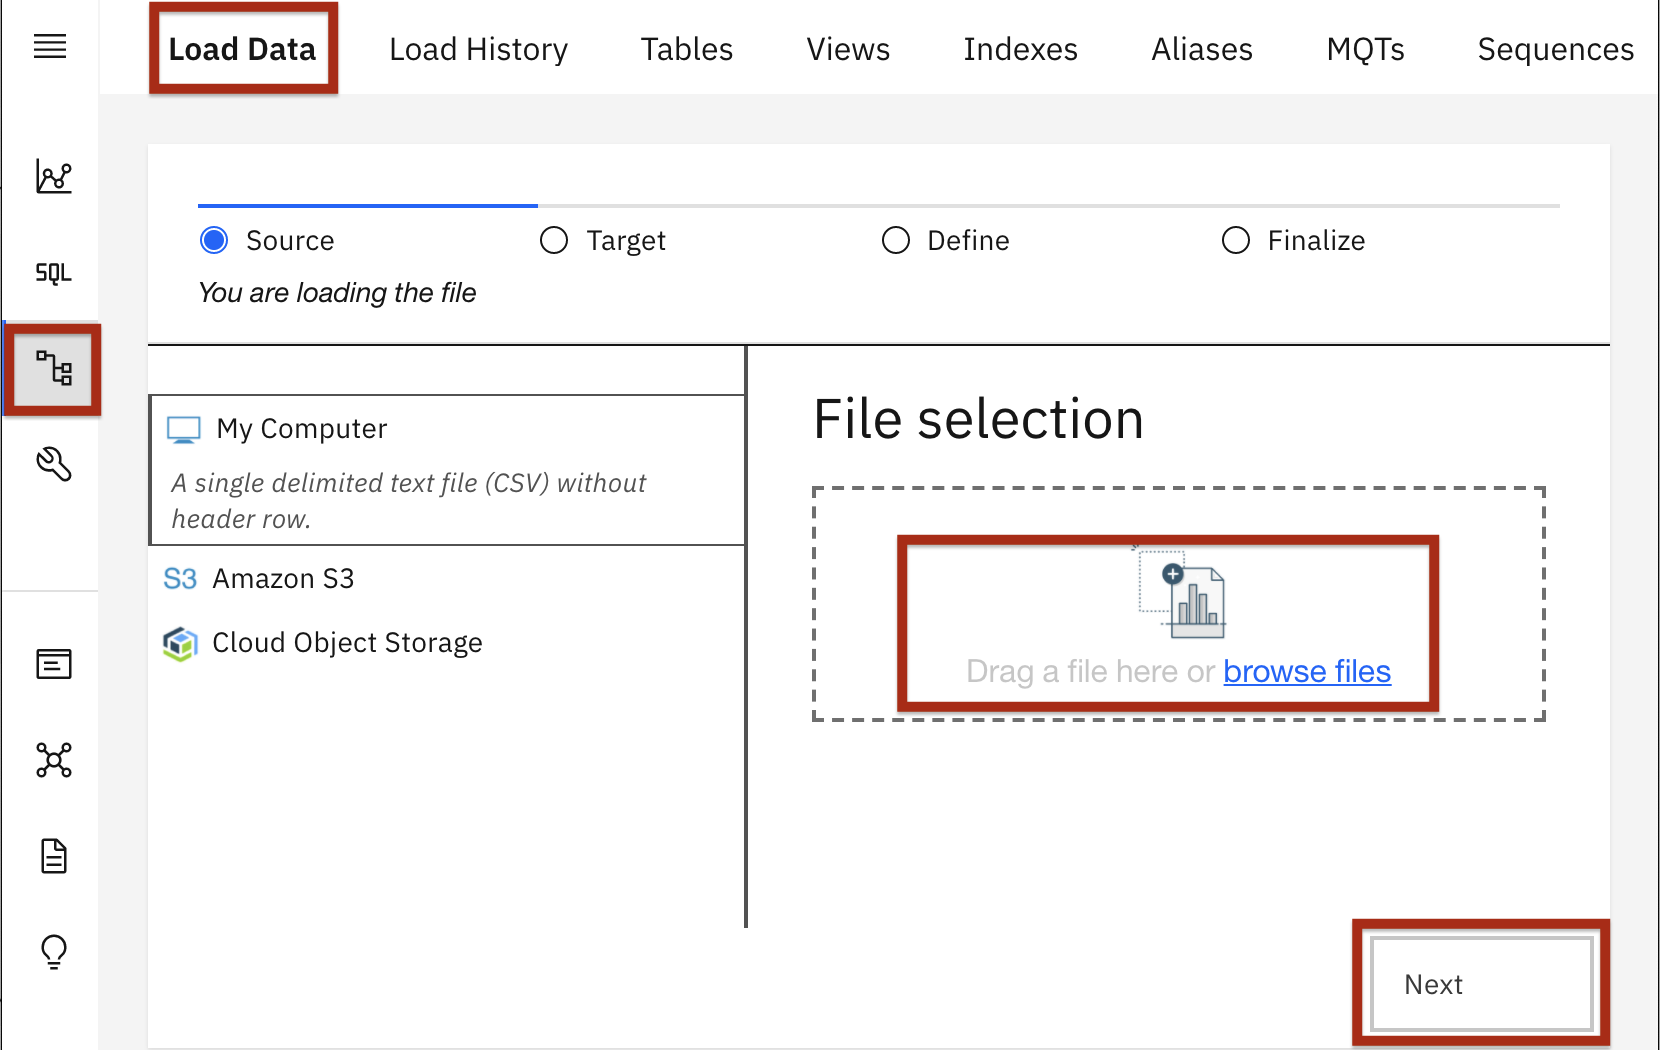 Load Data Load History Tables Views Indexes Aliases MQTs Sequences
SQL
Source Target Define Finalize
You are loading the file
My Computer
A single delimited text file (CSV) without
header row.
S3 Amazon S3
Cloud Object Storage
File selection
Drag a file here or browse files
Next